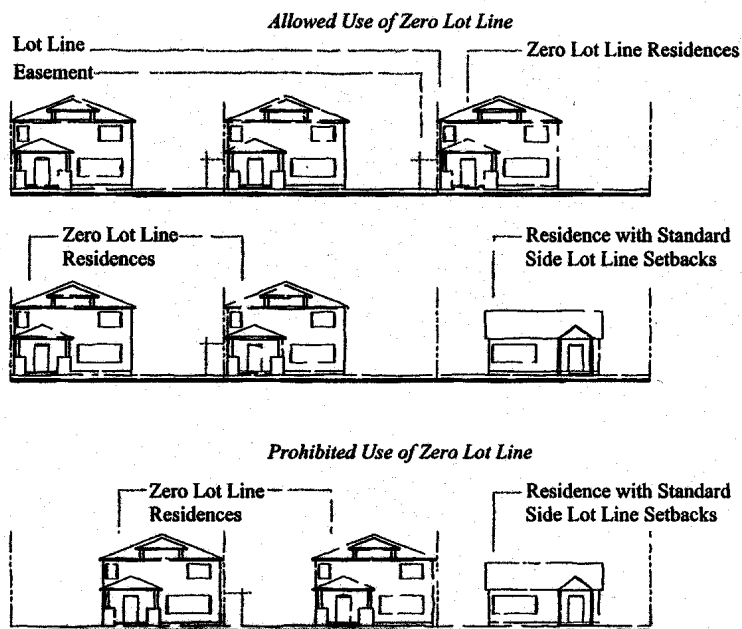 Allowed Use of Zero Lot Line
Lot Line
Zero Lot Line Residences
Easement
Zero Lot Line
Residences
Residence with Standard
Side Lot Line Setbacks
Prohibited Use of Zero Lot Line
Zero Lot Line
Residences
Residence with Standard
Side Lot Line Setbacks